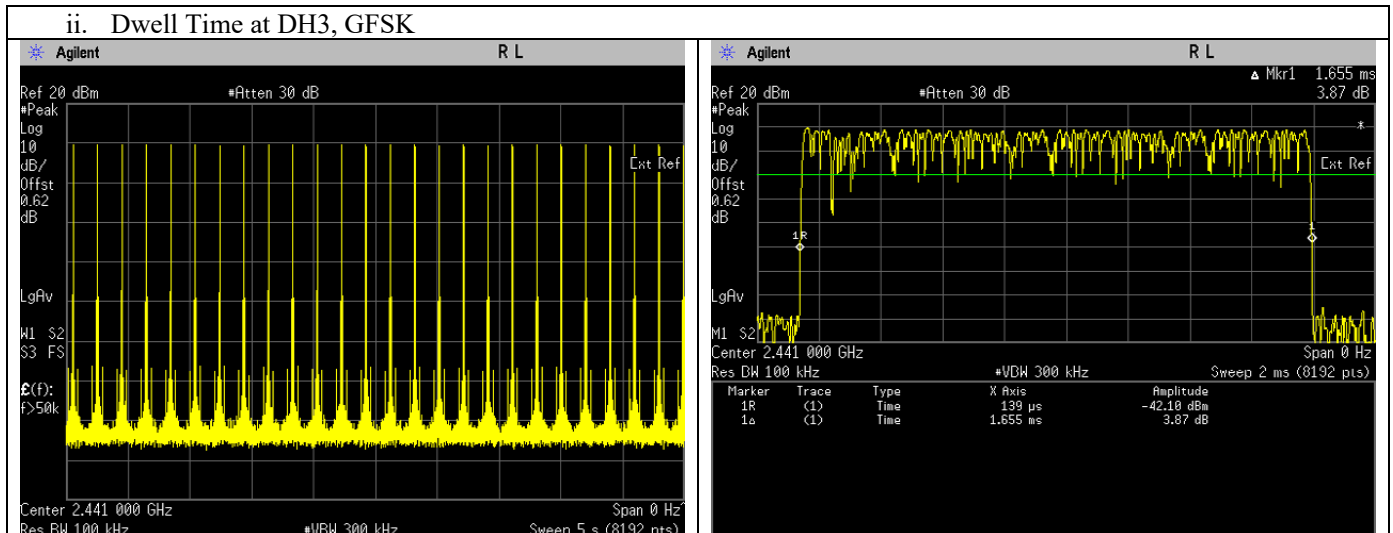 ii. Dwell Time at DH3, GFSK
Agilent R L
Ref 20 dBm #Atten 30 dB
#Peak
Log
10
dB/
Offst
0.62
dB
Ext Ref
LgAv
W1 S2
S3 FS
£(f):
f>50k
Center 2.441 000 GHz Span 0 Hz
Res BW 100 kHz #VBW 300 kHz Sweep 5 s (8192 pts)
Agilent R L
Δ Mkr1 1.655 ms
Ref 20 dBm #Atten 30 dB 3.87 dB
#Peak
Log
10
dB/
Offst
0.62
dB
*
Ext Ref
1R
1
LgAv
M1 S2
Center 2.441 000 GHz Span 0 Hz
Res BW 100 kHz #VBW 300 kHz Sweep 2 ms (8192 pts)
Marker Trace Type X Axis Amplitude
1R (1) Time 139 µs -42.18 dBm
1Δ (1) Time 1.655 ms 3.87 dB